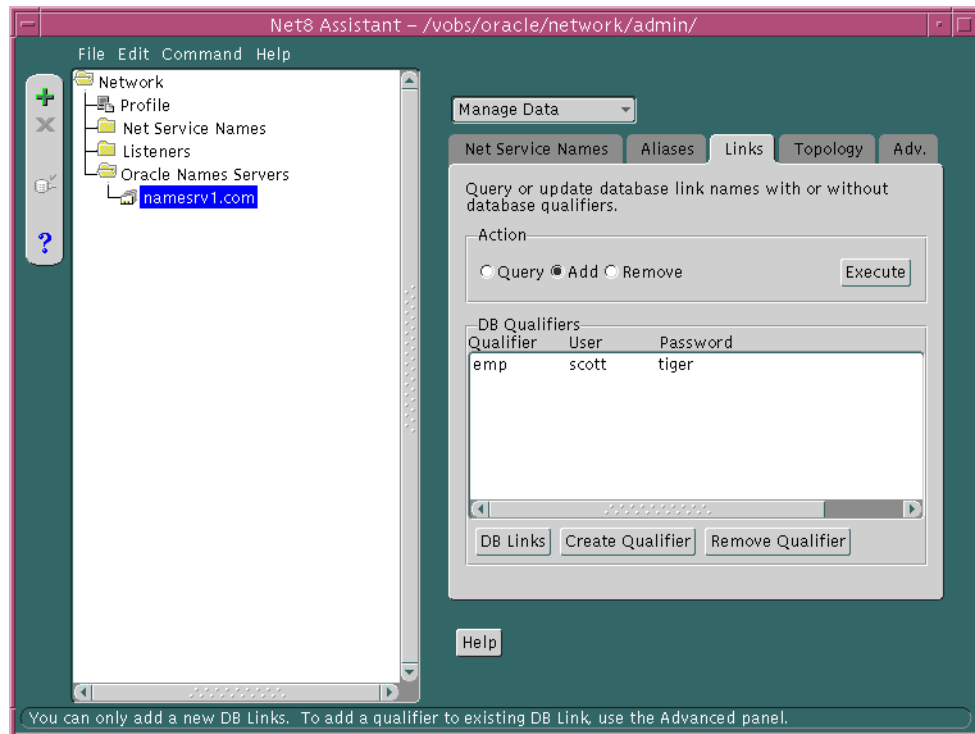 Net8 Assistant – /vobs/oracle/network/admin/
File Edit Command Help
Network
Profile
Net Service Names
Listeners
Oracle Names Servers
namesrv1.com
?
Manage Data
Net Service Names Aliases Links Topology Adv.
Query or update database link names with or without
database qualifiers.
Action
Query Add Remove Execute
DB Qualifiers
Qualifier User Password
emp scott tiger
DB Links Create Qualifier Remove Qualifier
Help
You can only add a new DB Links. To add a qualifier to existing DB Link, use the Advanced panel.